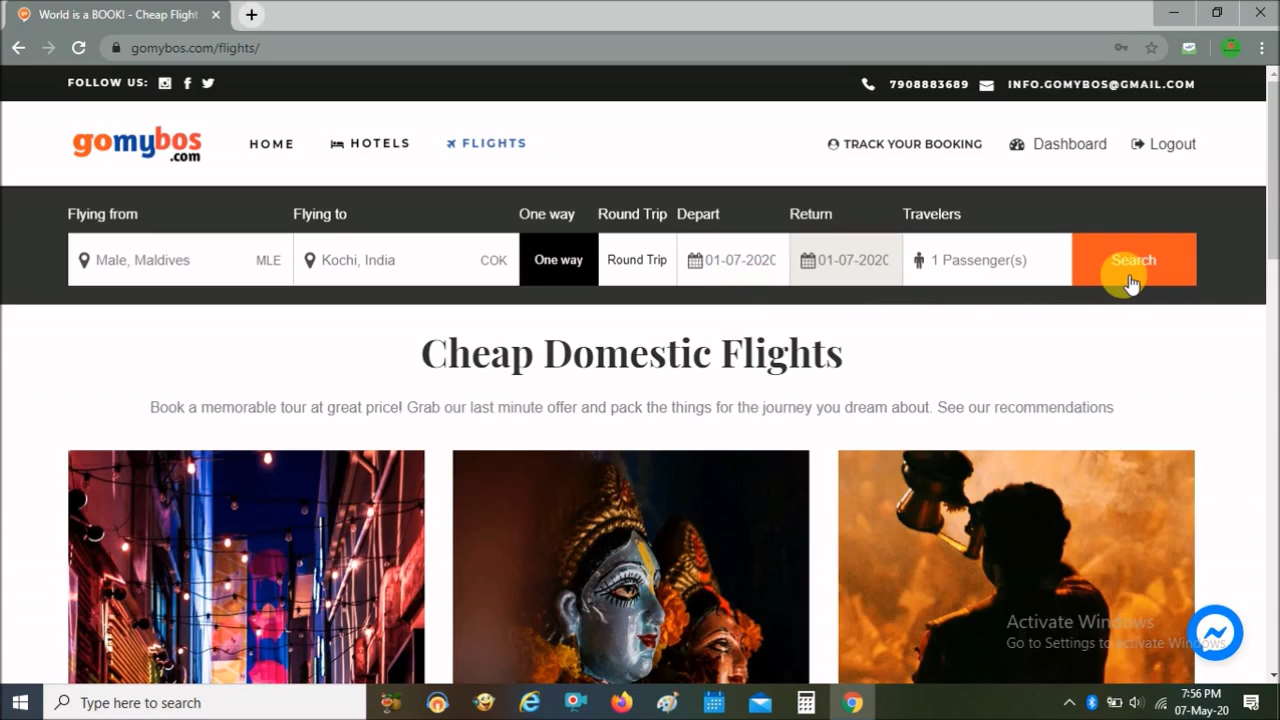 World is a BOOK! - Cheap Flight
gomybos.com/flights/
FOLLOW US:
7908883689
INFO.GOMYBOS@GMAIL.COM
gomybos.com
HOME
HOTELS
FLIGHTS
TRACK YOUR BOOKING
Dashboard
Logout
Flying from
Flying to
One way
Round Trip
Depart
Return
Travelers
Male, Maldives
MLE
Kochi, India
COK
One way
Round Trip
01-07-2020
01-07-2020
1 Passenger(s)
Search
Cheap Domestic Flights
Book a memorable tour at great price! Grab our last minute offer and pack the things for the journey you dream about. See our recommendations
Activate Windows
Go to Settings to activate Windows
Type here to search
7:56 PM
07-May-20